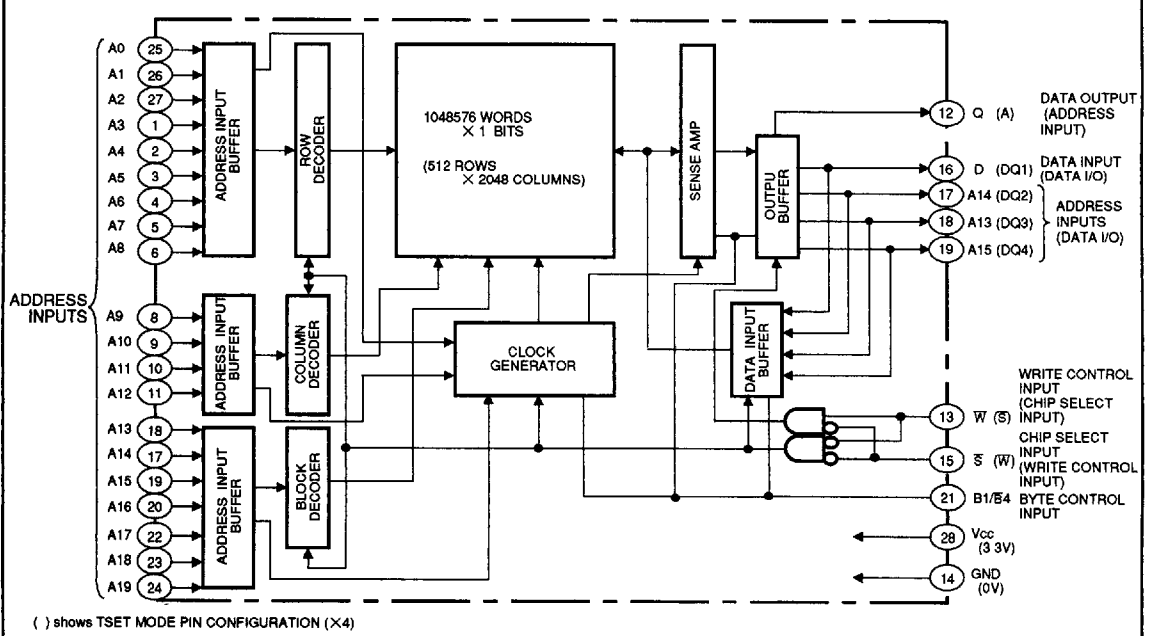 ADDRESS
INPUTS
A0 25
A1 26
A2 27
A3 1
A4 2
A5 3
A6 4
A7 5
A8 6
A9 8
A10 9
A11 10
A12 11
A13 18
A14 17
A15 19
A16 20
A17 22
A18 23
A19 24
ADDRESS INPUT
BUFFER
ROW
DECODER
1048576 WORDS
× 1 BITS
(512 ROWS
× 2048 COLUMNS)
SENSE AMP
OUTPU
BUFFER
ADDRESS INPUT
BUFFER
COLUMN
DECODER
CLOCK
GENERATOR
DATA INPUT
BUFFER
ADDRESS INPUT
BUFFER
BLOCK
DECODER
12 Q (A) DATA OUTPUT
(ADDRESS
INPUT)
16 D (DQ1) DATA INPUT
(DATA I/O)
17 A14 (DQ2)
18 A13 (DQ3)
19 A15 (DQ4)
ADDRESS
INPUTS
(DATA I/O)
WRITE CONTROL
INPUT
(CHIP SELECT
13 W̅ (S̅) INPUT)
CHIP SELECT
INPUT
15 S̅ (W̅) (WRITE CONTROL
INPUT)
21 B1/B̅4 BYTE CONTROL
INPUT
28 Vcc
(3 3V)
14 GND
(0V)
( ) shows TSET MODE PIN CONFIGURATION (×4)